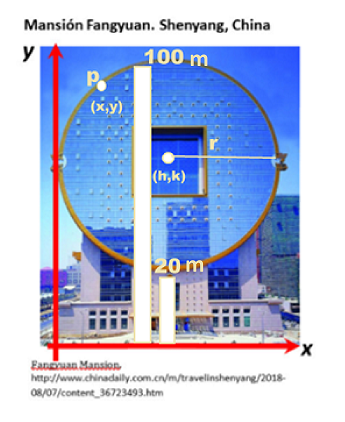 Mansión Fangyuan. Shenyang, China
y
100 m
p
(x,y)
r
(h,k)
20 m
x
Fangyuan Mansion.
http://www.chinadaily.com.cn/m/travelinshenyang/2018-
08/07/content_36723493.htm